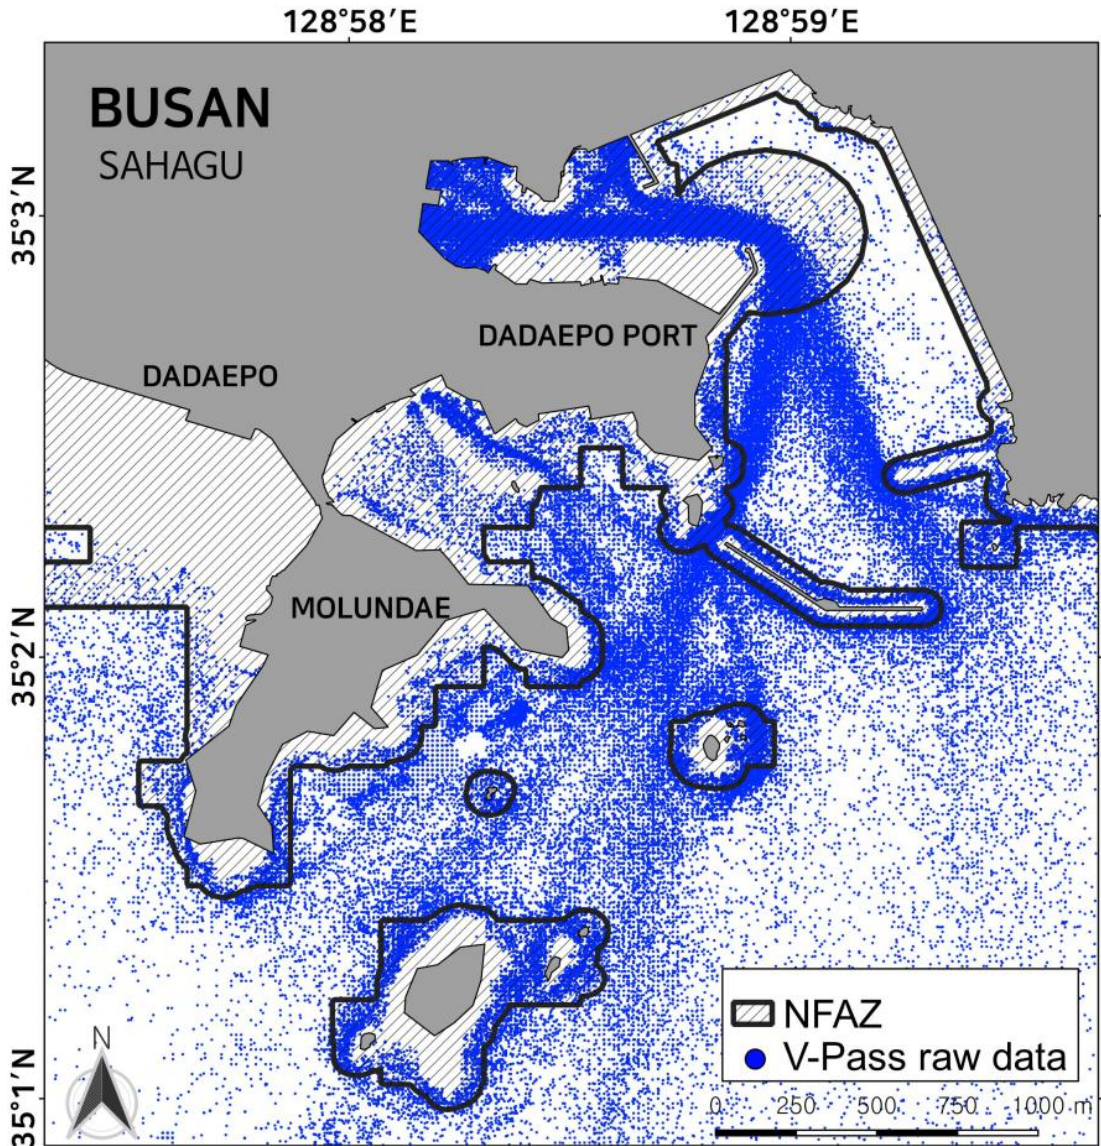 128°58′E 128°59′E
BUSAN
SAHAGU
35°3′N
DADAEPO PORT
DADAEPO
MOLUNDAE
35°2′N
NFAZ
V-Pass raw data
N
35°1′N
0 250 500 750 1000 m